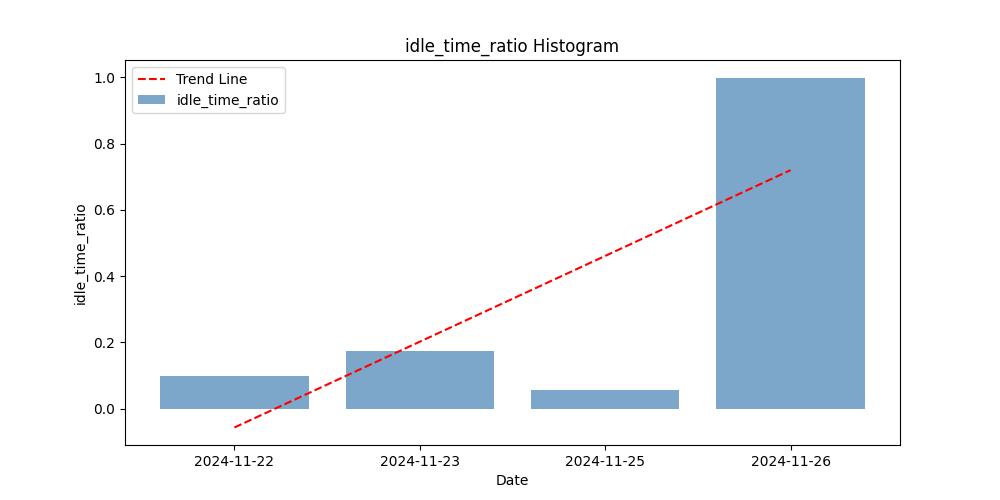 idle_time_ratio Histogram
Trend Line
idle_time_ratio
1.0
0.8
0.6
0.4
0.2
0.0
idle_time_ratio
2024-11-22 2024-11-23 2024-11-25 2024-11-26
Date